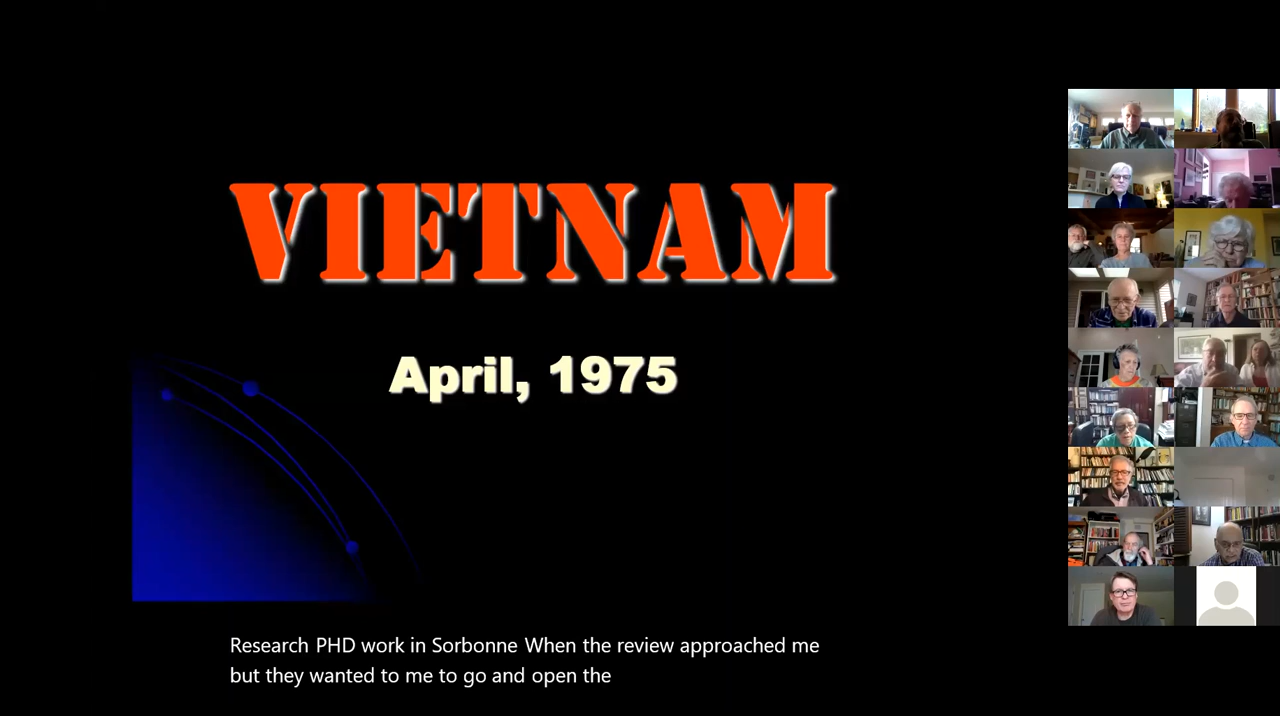 VIETNAM
April, 1975
Research PHD work in Sorbonne When the review approached me
but they wanted to me to go and open the